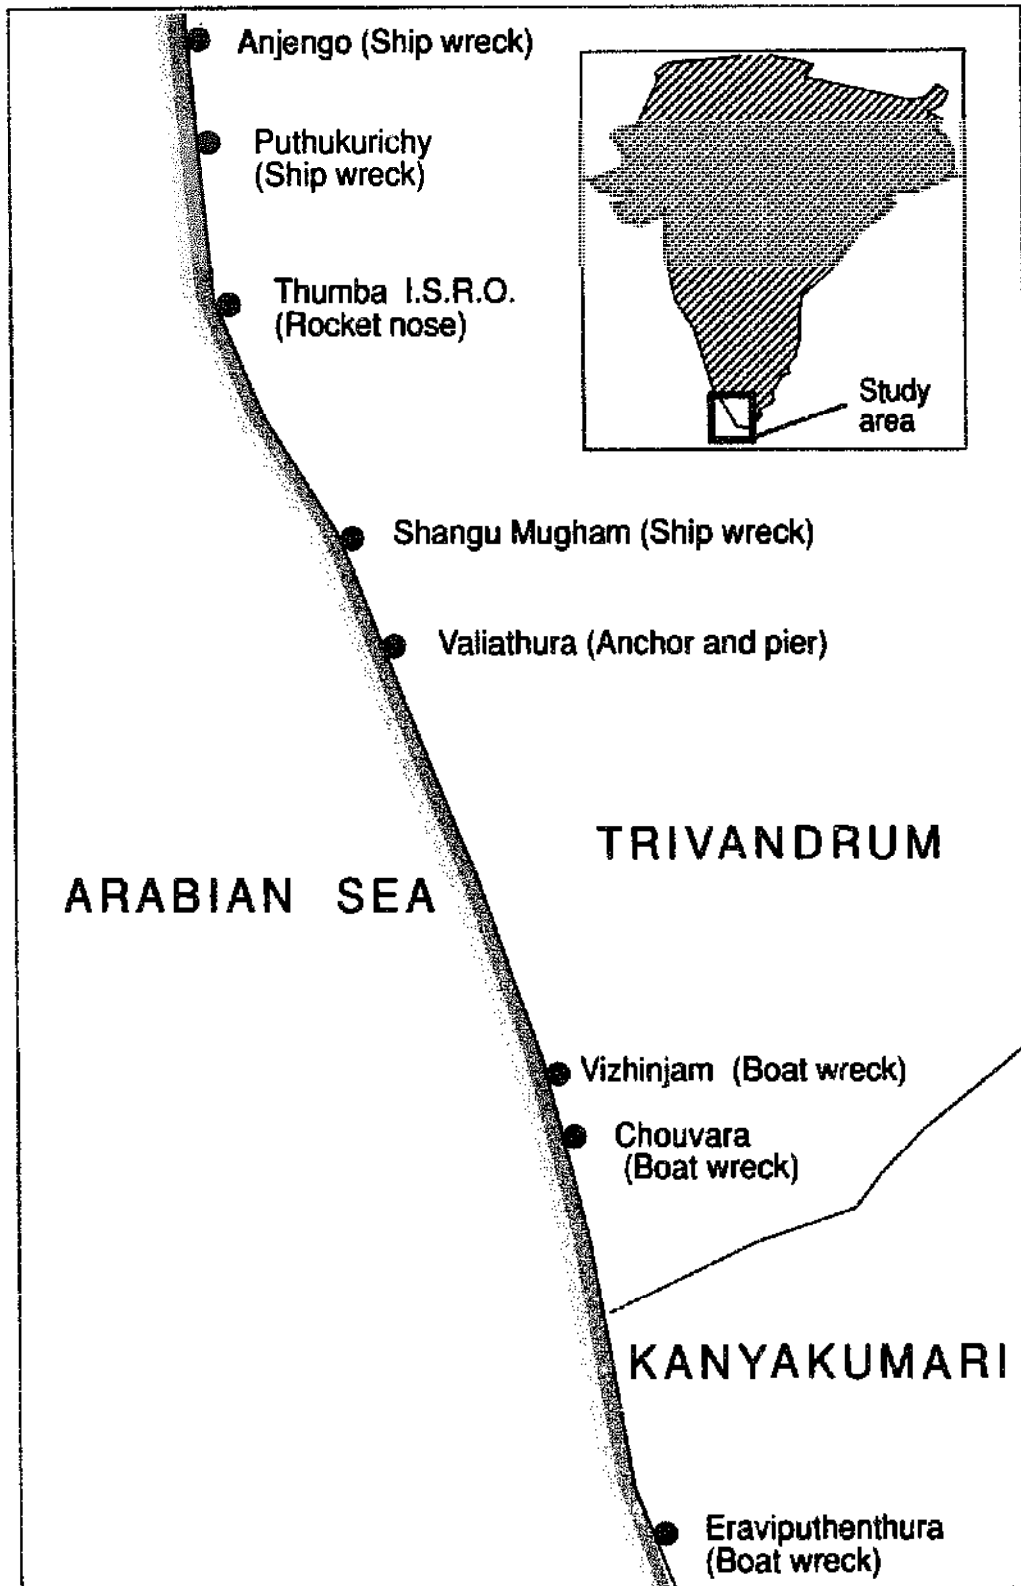 Anjengo (Ship wreck)
Puthukurichy
(Ship wreck)
Thumba I.S.R.O.
(Rocket nose)
Study
area
Shangu Mugham (Ship wreck)
Valiathura (Anchor and pier)
TRIVANDRUM
ARABIAN SEA
Vizhinjam (Boat wreck)
Chouvara
(Boat wreck)
KANYAKUMARI
Eraviputhenthura
(Boat wreck)